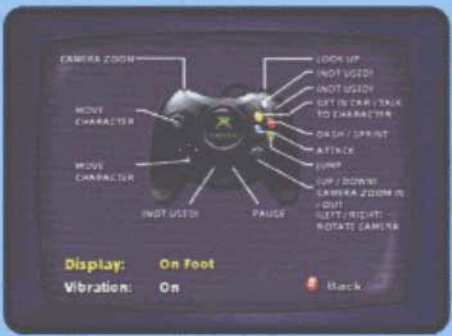 CAMERA ZOOM
MOVE
CHARACTER
MOVE
CHARACTER
(NOT USED)
PAUSE
LOOK UP
(NOT USED)
(NOT USED)
GET IN CAR / TALK
TO CHARACTER
DASH / SPRINT
ATTACK
JUMP
(UP / DOWN)
CAMERA ZOOM IN
/ OUT
(LEFT / RIGHT)
ROTATE CAMERA
Display: On Foot
Vibration: On
Back